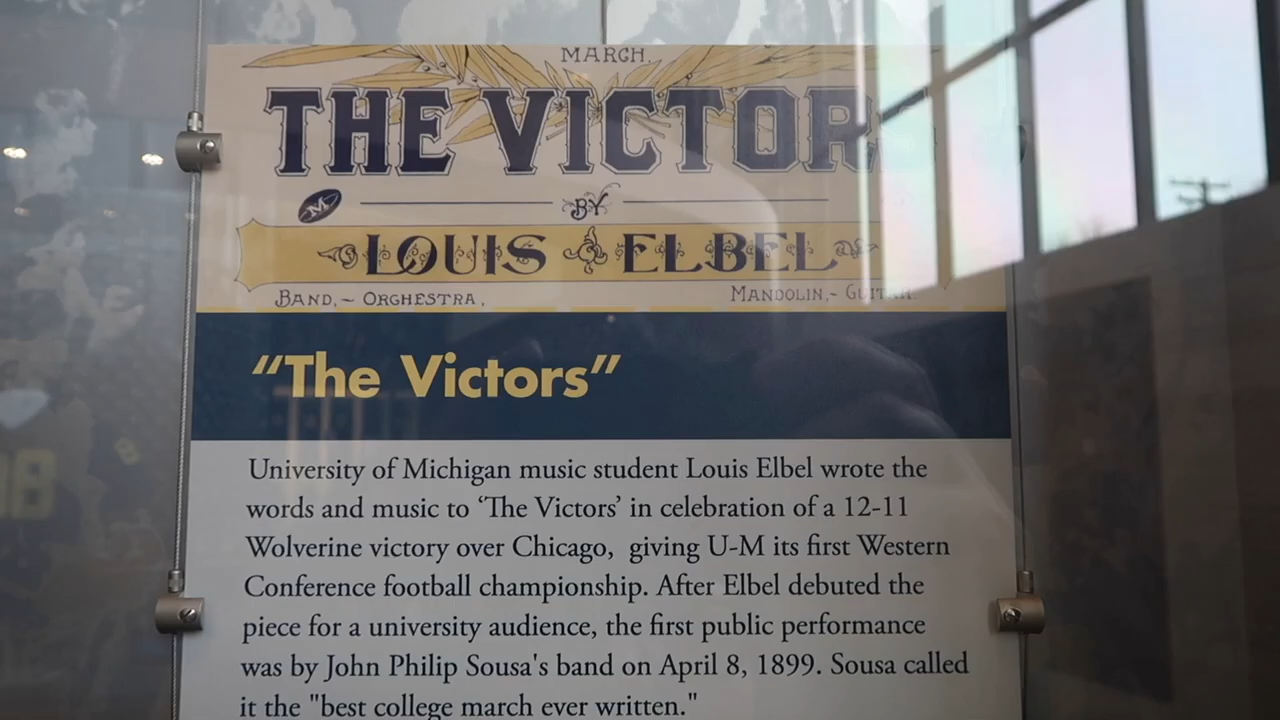 MARCH.
THE VICTOR
M
BY
LOUIS ELBEL
BAND,~ ORCHESTRA, MANDOLIN,~ GUITAR.
“The Victors”
University of Michigan music student Louis Elbel wrote the
words and music to ‘The Victors’ in celebration of a 12-11
Wolverine victory over Chicago,  giving U-M its first Western
Conference football championship. After Elbel debuted the
piece for a university audience, the first public performance
was by John Philip Sousa's band on April 8, 1899. Sousa called
it the "best college march ever written."